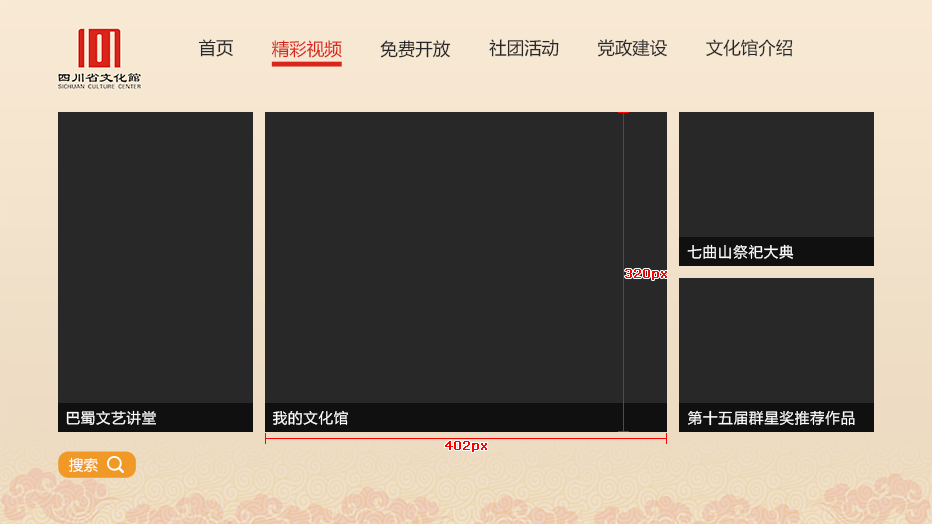 四川省文化館
SICHUAN CULTURE CENTER
首页 精彩视频 免费开放 社团活动 党政建设 文化馆介绍
七曲山祭祀大典
320px
巴蜀文艺讲堂
我的文化馆
第十五届群星奖推荐作品
402px
搜索